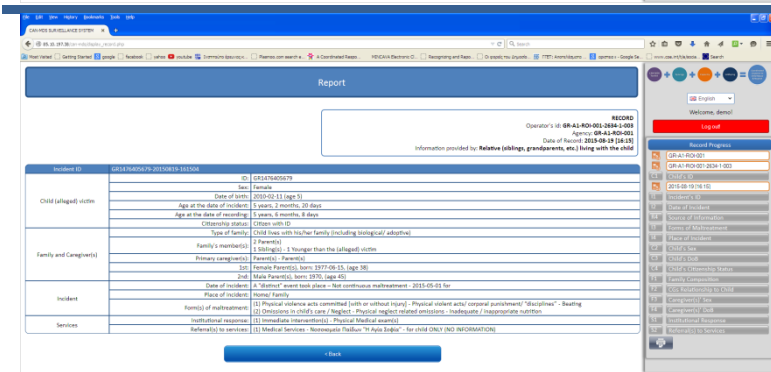 File Edit View History Bookmarks Tools Help
CAN-MDS SURVEILLANCE SYSTEM
Search
Most Visited Getting Started google facebook yahoo youtube
A Coordinated Respo...
Recognizing and Respo...
Search
Report
RECORD
Operator's id: GR-A1-ROI-001-2634-1-003
Agency: GR-A1-ROI-001
Date of Record: 2015-08-19 [16:15]
Information provided by: Relative (siblings, grandparents, etc.) living with the child
Incident ID GR1476405679-20150819-161504
Child (alleged) victim
ID: GR1476405679
Sex: Female
Date of birth: 2010-02-11 (age 5)
Age at the date of incident: 5 years, 2 months, 20 days
Age at the date of recording: 5 years, 6 months, 8 days
Citizenship status: Citizen with ID
Family and Caregiver(s)
Type of family: Child lives with his/her family (including biological/ adoptive)
Family's member(s): 2 Parent(s)
1 Sibling(s) - 1 Younger than the (alleged) victim
Primary caregiver(s): Parent(s) - Parent(s)
1st: Female Parent(s), born: 1977-06-15, (age 38)
2nd: Male Parent(s), born: 1970, (age 45)
Incident
Date of incident: A "distinct" event took place – Not continuous maltreatment - 2015-05-01 for
Place of incident: Home/ Family
Form(s) of maltreatment: (1) Physical violence acts committed [with or without injury] - Physical violent acts/ corporal punishment/ "disciplines" - Beating
(2) Omissions in child's care / Neglect - Physical neglect related omissions - Inadequate / inappropriate nutrition
Services
Institutional response: (1) Immediate intervention(s) - Physical Medical exam(s)
Referral(s) to services: (1) Medical Services - Νοσοκομείο Παίδων "Η Αγία Σοφία" - for child ONLY (NO INFORMATION)
< Back
English
Welcome, demo!
Log out
Record Progress
GR-A1-ROI-001
GR-A1-ROI-001-2634-1-003
Child's ID
2015-08-19 [16:15]
Incident's ID
Date of Incident
Source of Information
Forms of Maltreatment
Place of Incident
Child's Sex
Child's DoB
Child's Citizenship Status
Family Composition
CGs Relationship to Child
Caregiver(s)' Sex
Caregiver(s)' DoB
Institutional Response
Referral(s) to Services